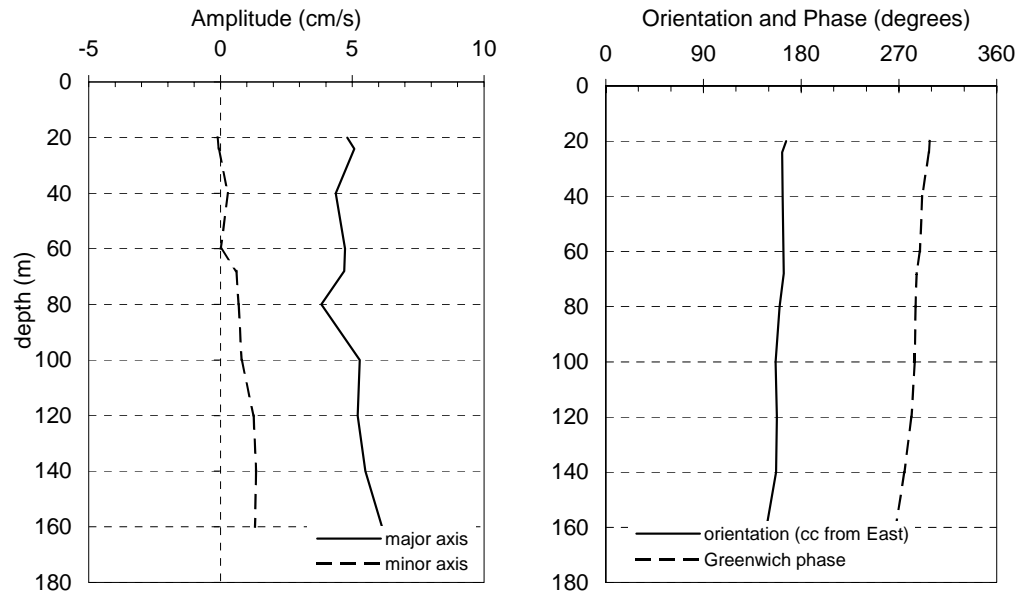 Amplitude (cm/s)
-5 0 5 10
0
20
40
60
80
100
120
140
160
180
depth (m)
major axis
minor axis
Orientation and Phase (degrees)
0 90 180 270 360
0
20
40
60
80
100
120
140
160
180
orientation (cc from East)
Greenwich phase